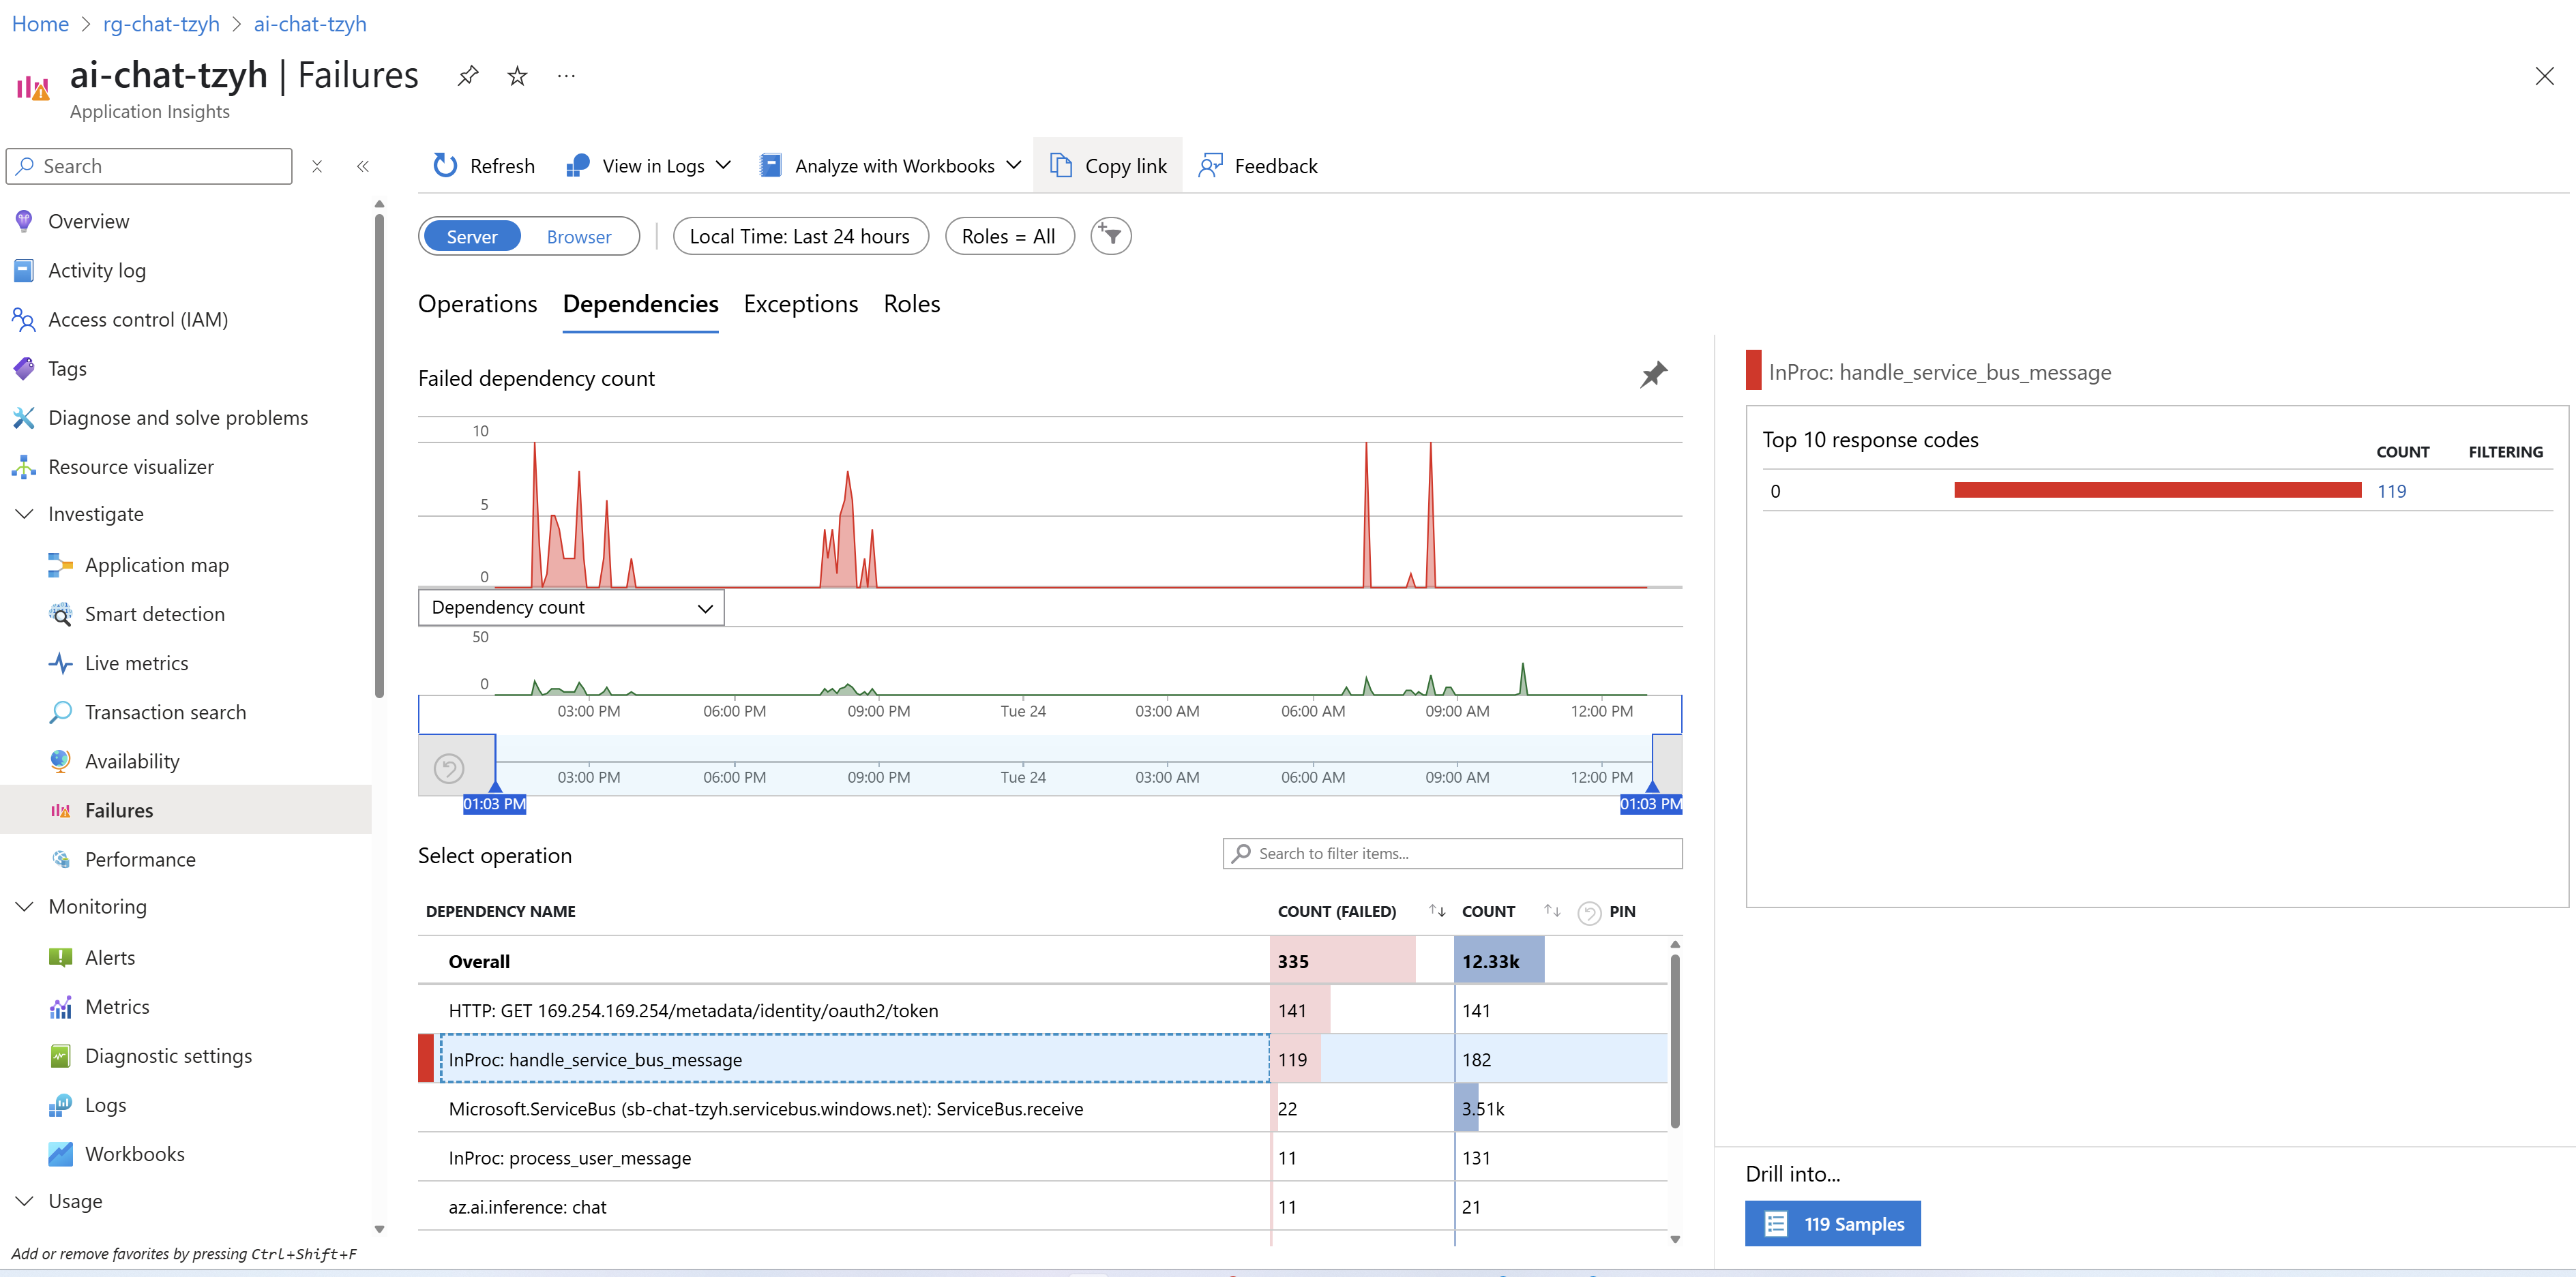 Home > rg-chat-tzyh > ai-chat-tzyh
ai-chat-tzyh | Failures
Application Insights
Search
Refresh
View in Logs
Analyze with Workbooks
Copy link
Feedback
Overview
Activity log
Access control (IAM)
Tags
Diagnose and solve problems
Resource visualizer
Investigate
Application map
Smart detection
Live metrics
Transaction search
Availability
Failures
Performance
Monitoring
Alerts
Metrics
Diagnostic settings
Logs
Workbooks
Usage
Add or remove favorites by pressing Ctrl+Shift+F
Server
Browser
Local Time: Last 24 hours
Roles = All
Operations
Dependencies
Exceptions
Roles
Failed dependency count
10
5
0
Dependency count
50
0
03:00 PM 06:00 PM 09:00 PM Tue 24 03:00 AM 06:00 AM 09:00 AM 12:00 PM
03:00 PM 06:00 PM 09:00 PM Tue 24 03:00 AM 06:00 AM 09:00 AM 12:00 PM
01:03 PM 01:03 PM
Select operation
Search to filter items...
DEPENDENCY NAME COUNT (FAILED) COUNT PIN
Overall 335 12.33k
HTTP: GET 169.254.169.254/metadata/identity/oauth2/token 141 141
InProc: handle_service_bus_message 119 182
Microsoft.ServiceBus (sb-chat-tzyh.servicebus.windows.net): ServiceBus.receive 22 3.51k
InProc: process_user_message 11 131
az.ai.inference: chat 11 21
InProc: handle_service_bus_message
Top 10 response codes
COUNT FILTERING
0 119
Drill into...
119 Samples